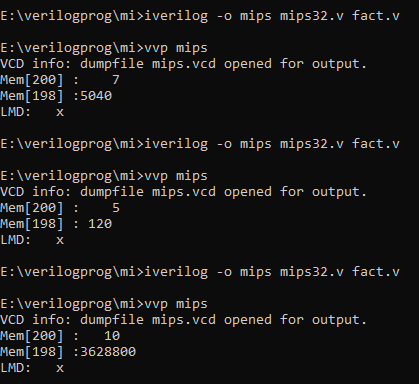 E:\verilogprog\mi>iverilog -o mips mips32.v fact.v
E:\verilogprog\mi>vvp mips
VCD info: dumpfile mips.vcd opened for output.
Mem[200] :    7
Mem[198] :5040
LMD:   x
E:\verilogprog\mi>iverilog -o mips mips32.v fact.v
E:\verilogprog\mi>vvp mips
VCD info: dumpfile mips.vcd opened for output.
Mem[200] :    5
Mem[198] : 120
LMD:   x
E:\verilogprog\mi>iverilog -o mips mips32.v fact.v
E:\verilogprog\mi>vvp mips
VCD info: dumpfile mips.vcd opened for output.
Mem[200] :   10
Mem[198] :3628800
LMD:   x